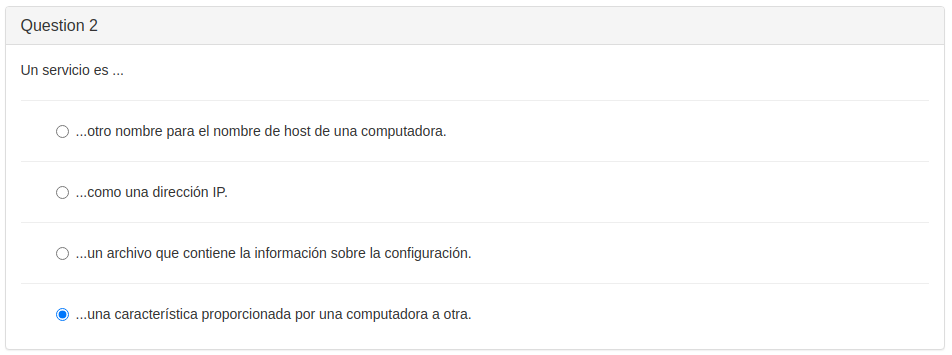 Question 2
Un servicio es ...
...otro nombre para el nombre de host de una computadora.
...como una dirección IP.
...un archivo que contiene la información sobre la configuración.
...una característica proporcionada por una computadora a otra.